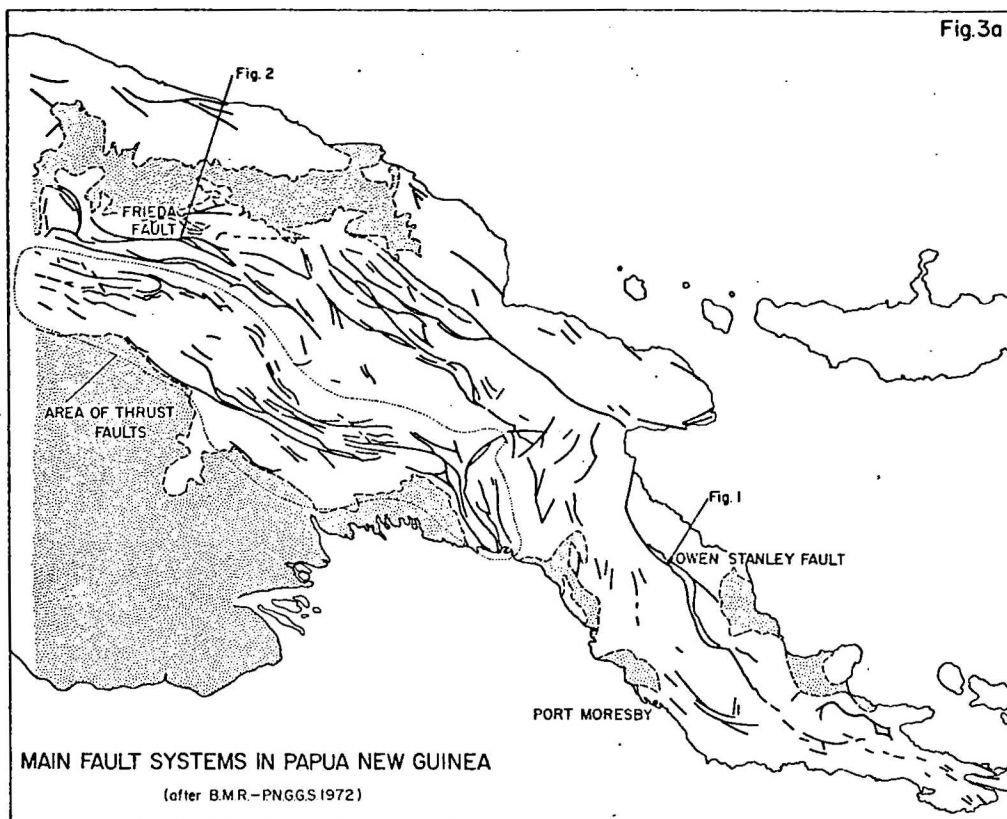 Fig.3a
Fig. 2
FRIEDA
FAULT
AREA OF THRUST
FAULTS
Fig. 1
OWEN STANLEY FAULT
PORT MORESBY
MAIN FAULT SYSTEMS IN PAPUA NEW GUINEA
(after B.M.R.-P.N.G.G.S.1972)